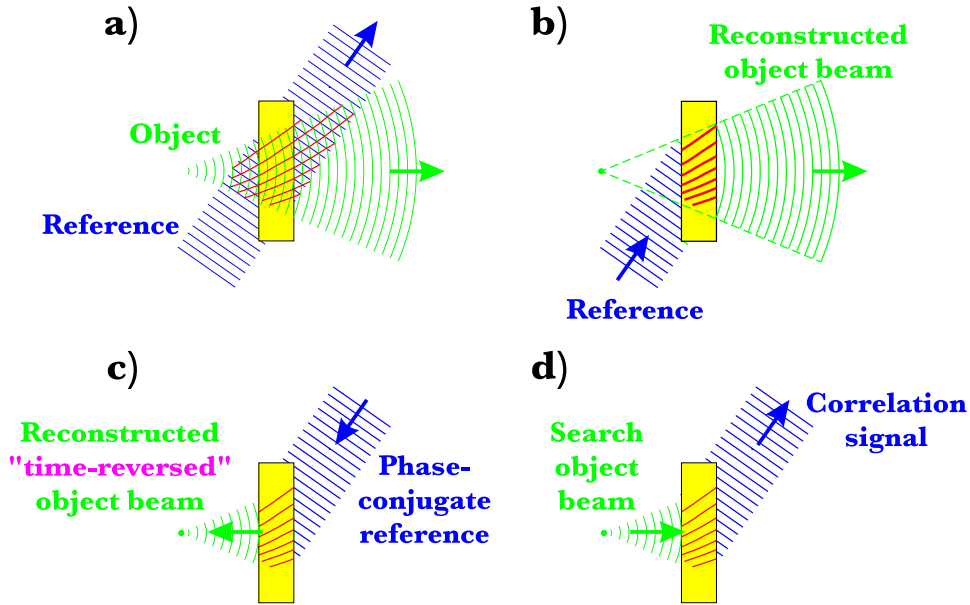 a)
Object
Reference
b)
Reconstructed
object beam
Reference
c)
Reconstructed
"time-reversed"
object beam
Phase-
conjugate
reference
d)
Search
object
beam
Correlation
signal